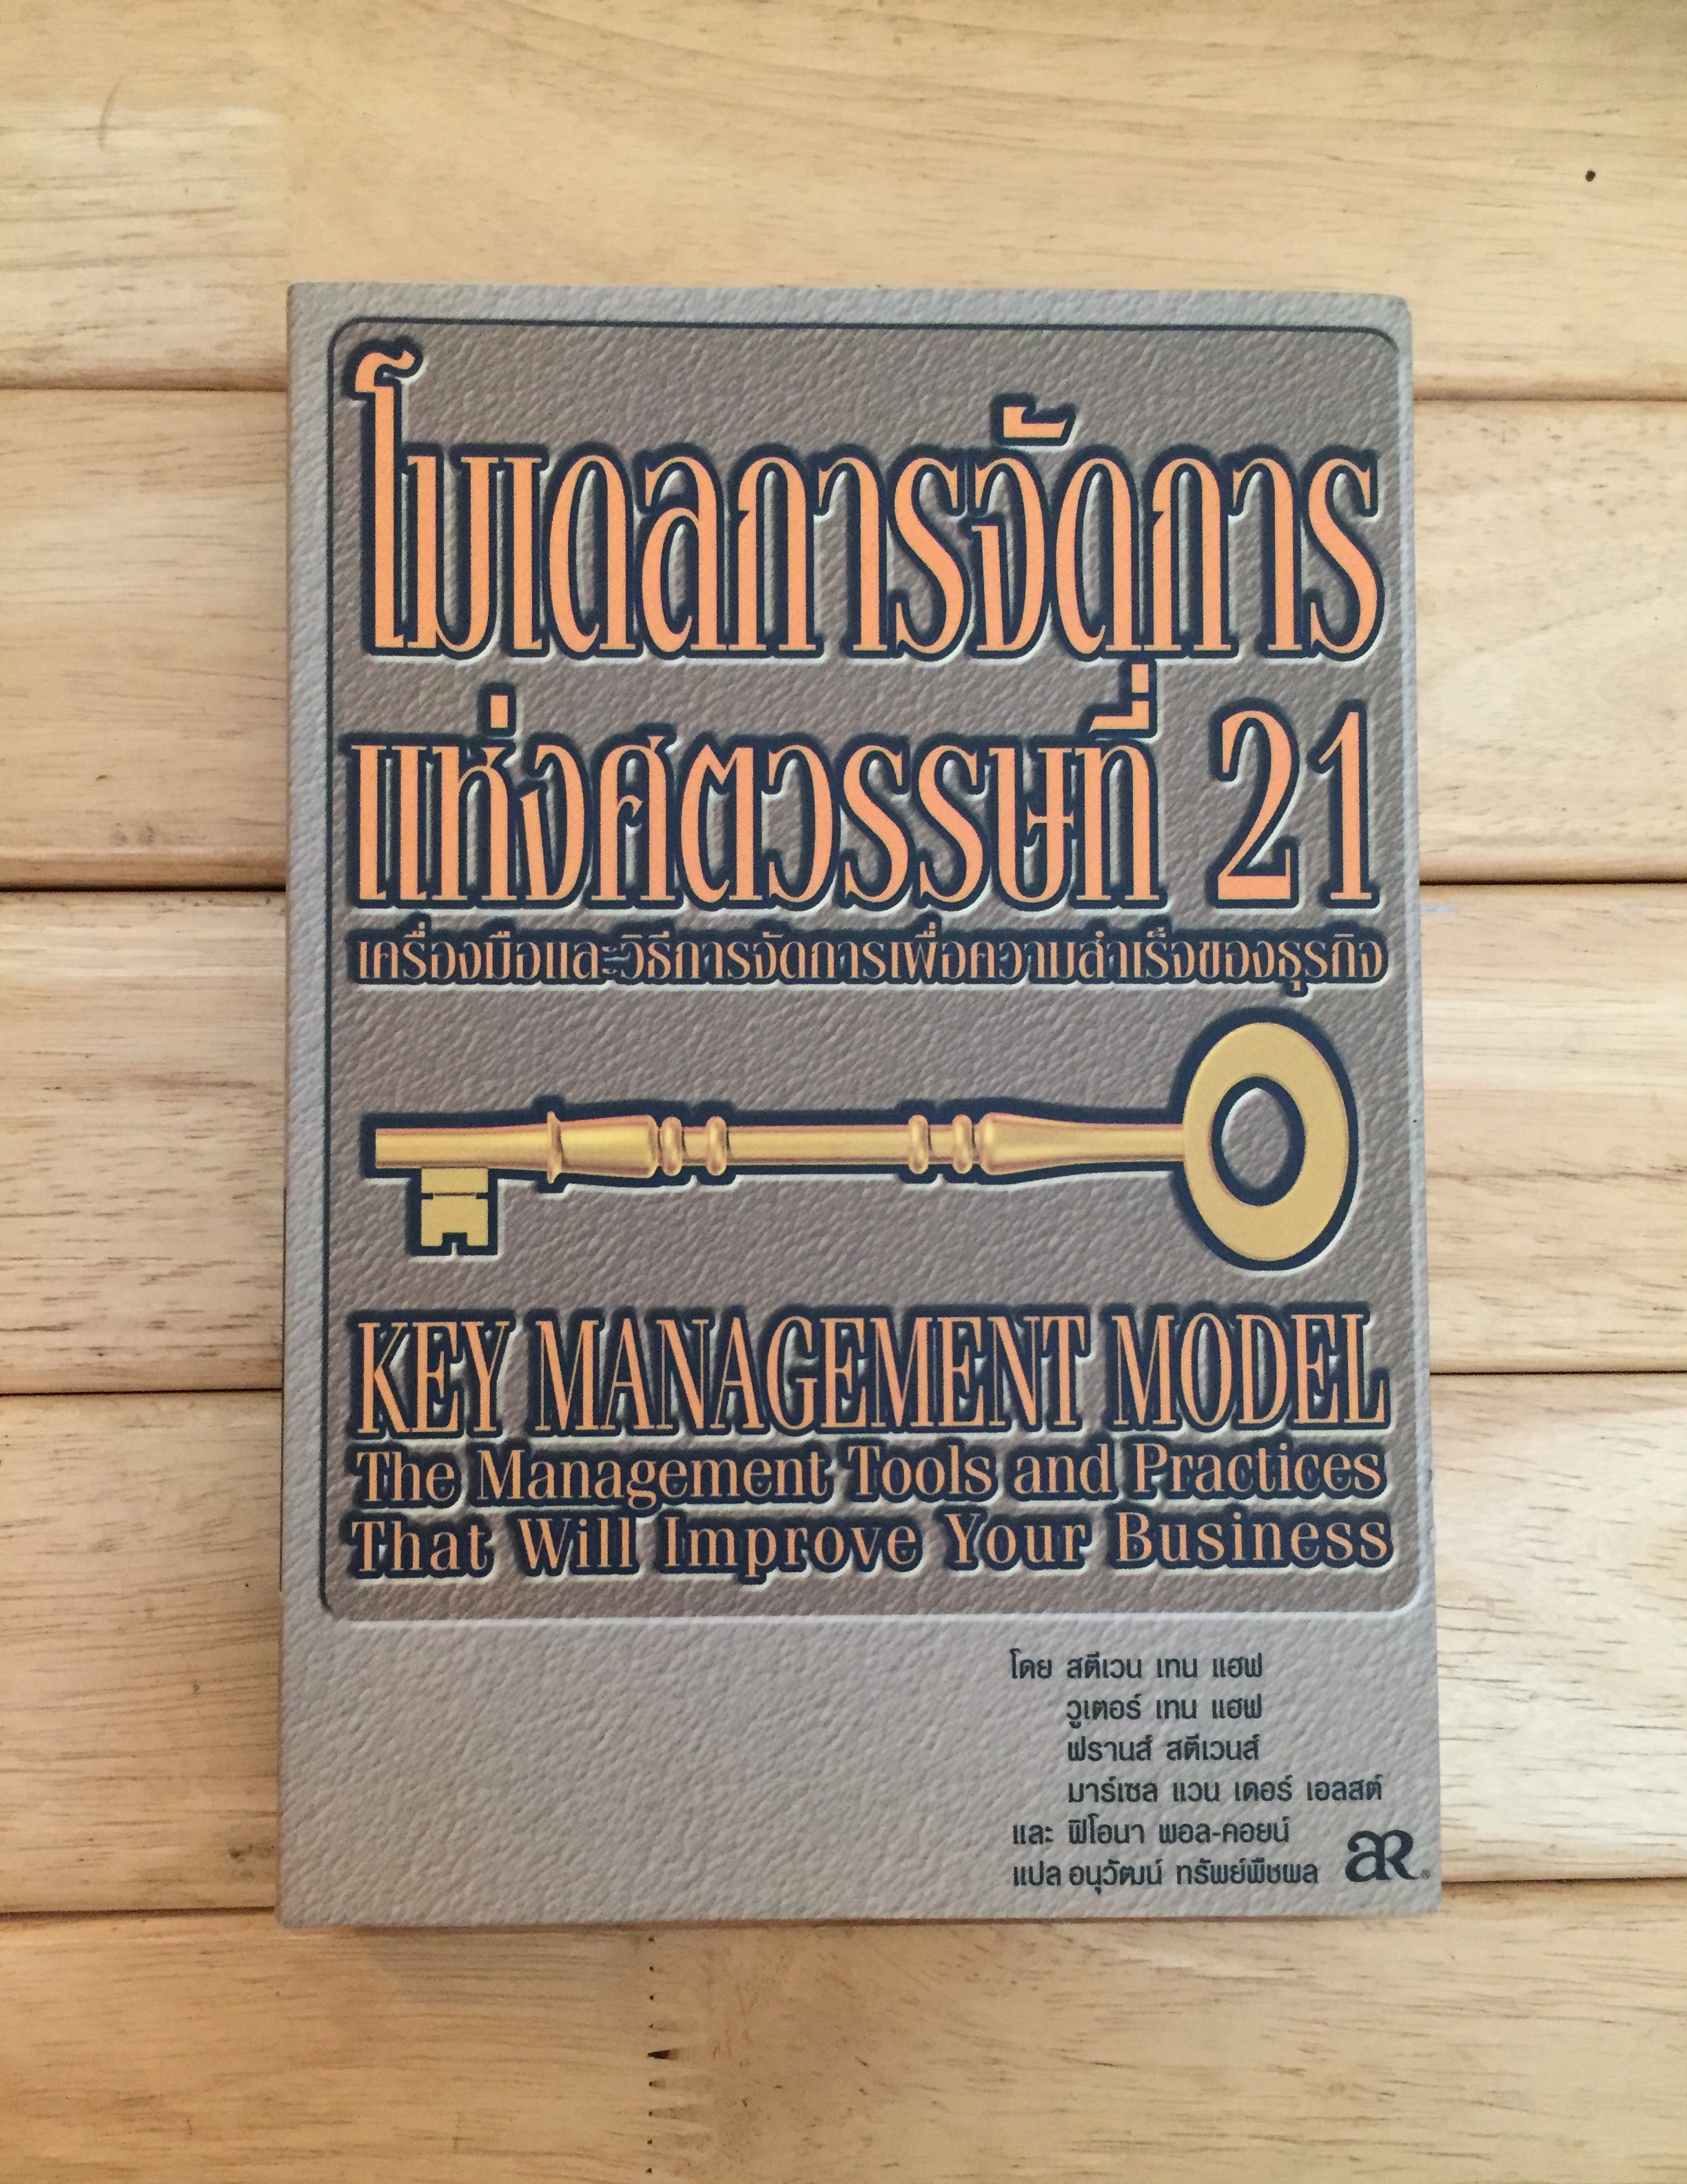 โมเดลการจัดการ
แห่งศตวรรษที่ 21
เครื่องมือและวิธีการจัดการเพื่อความสำเร็จของธุรกิจ
KEY MANAGEMENT MODEL
The Management Tools and Practices
That Will Improve Your Business
โดย สตีเวน เทน แฮฟ
วูเตอร์ เทน แฮฟ
ฟรานส์ สตีเวนส์
มาร์เซล แวน เดอร์ เอลสต์
และ ฟิโอนา พอล-คอยน์
แปล อนุวัฒน์ ทรัพย์พืชผล
aR®